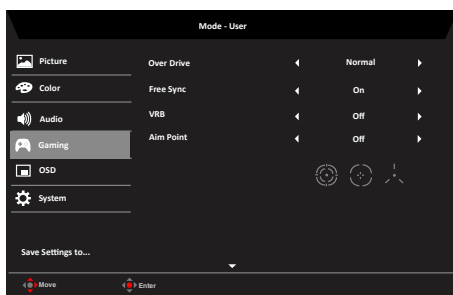 Mode - User
Picture
Over Drive Normal
Color
Free Sync On
Audio
VRB Off
Gaming
Aim Point Off
OSD
System
Save Settings to...
Move Enter